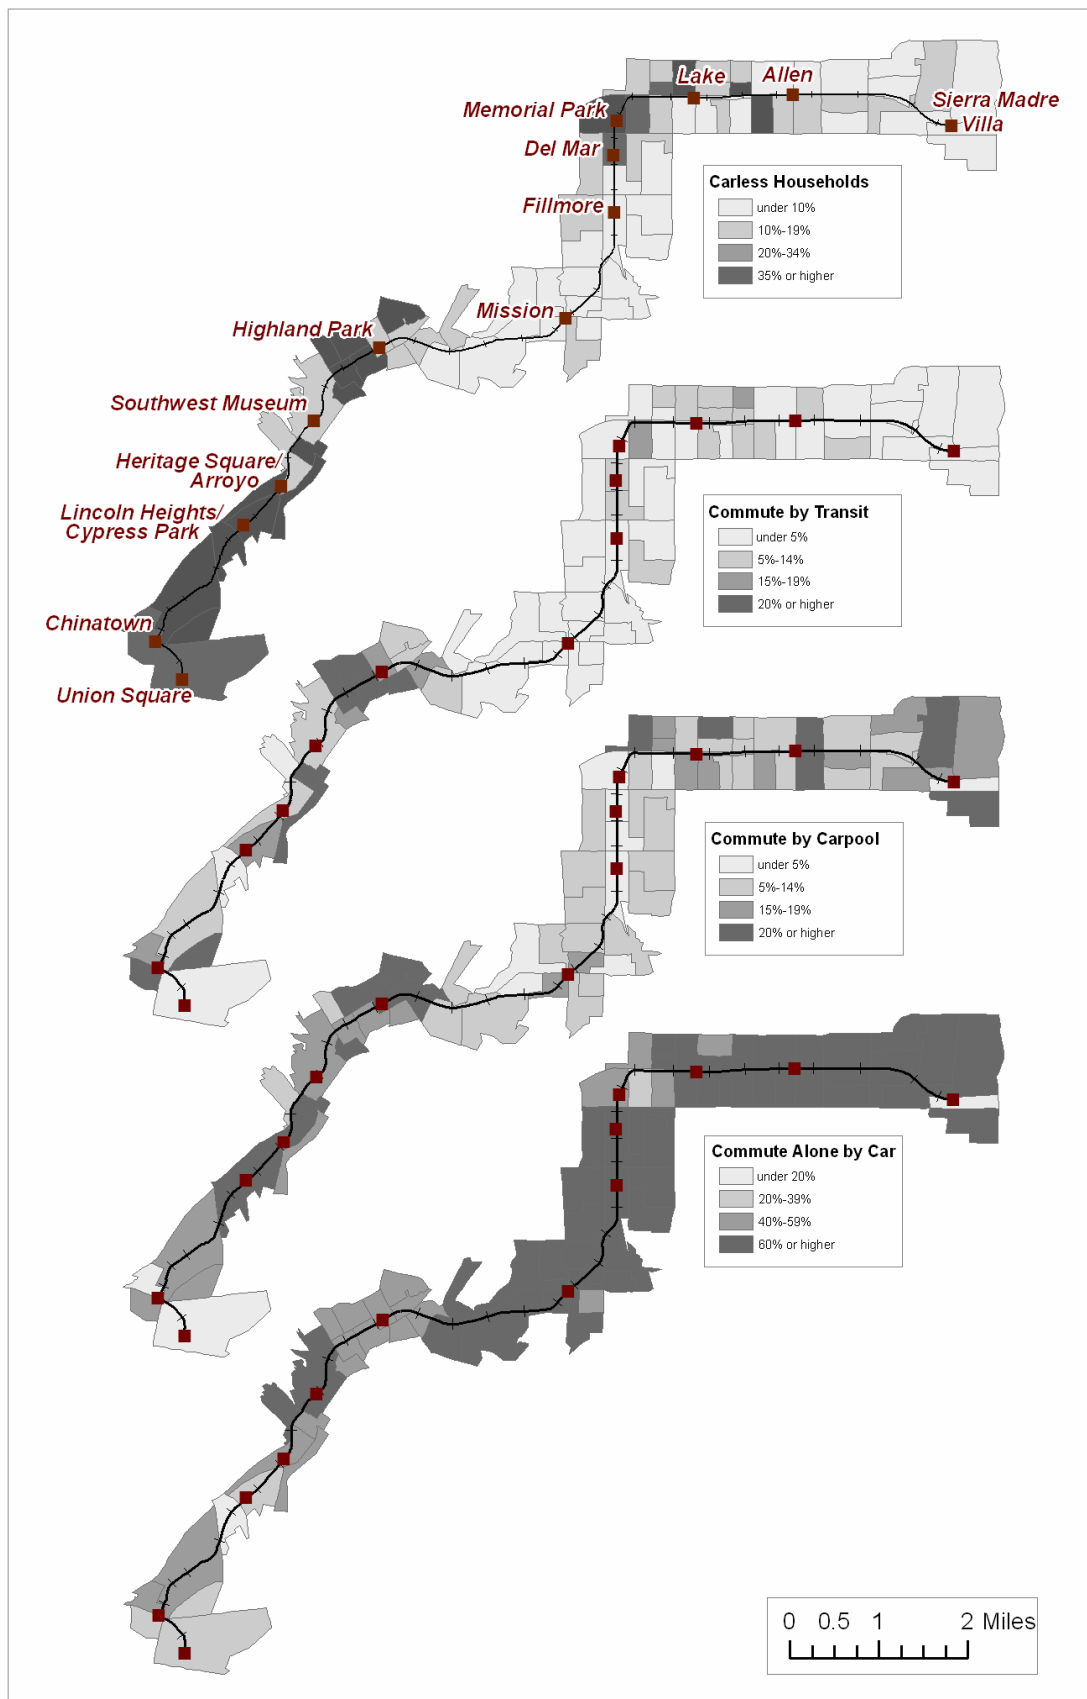 Lake
Allen
Sierra Madre
Villa
Memorial Park
Del Mar
Fillmore
Mission
Highland Park
Southwest Museum
Heritage Square/
Arroyo
Lincoln Heights/
Cypress Park
Chinatown
Union Square
Carless Households
under 10%
10%-19%
20%-34%
35% or higher
Commute by Transit
under 5%
5%-14%
15%-19%
20% or higher
Commute by Carpool
under 5%
5%-14%
15%-19%
20% or higher
Commute Alone by Car
under 20%
20%-39%
40%-59%
60% or higher
0 0.5 1 2 Miles